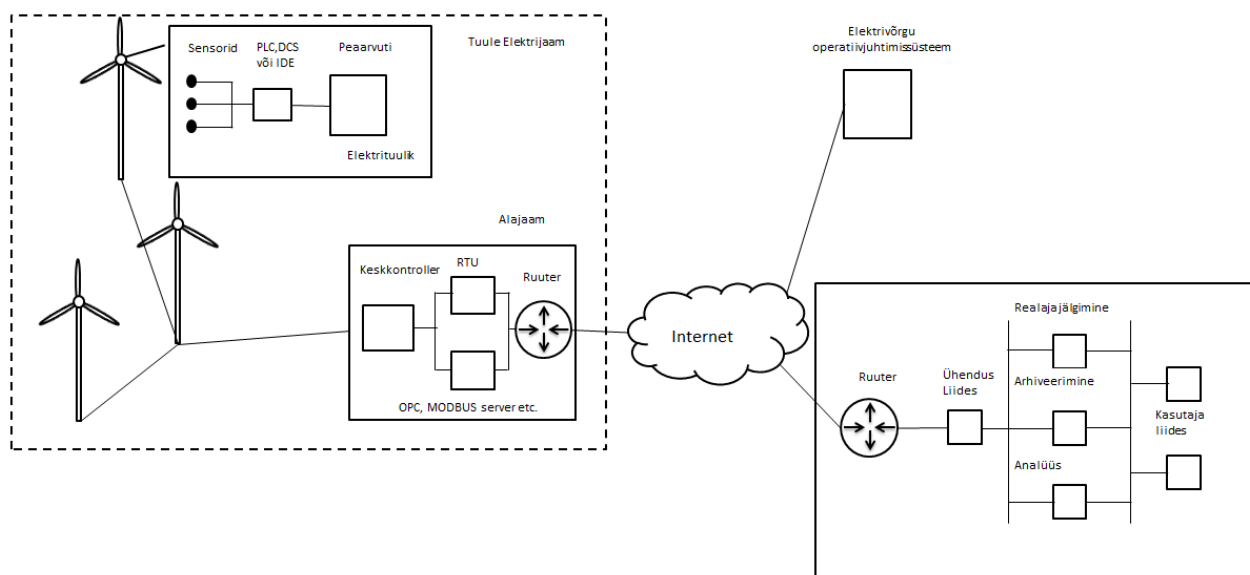 Sensorid
PLC,DCS
või IDE
Peaarvuti
Elektrituulik
Tuule Elektrijaam
Alajaam
Keskkontroller
RTU
Ruuter
OPC, MODBUS server etc.
Internet
Elektrivõrgu
operatiivjuhtimissüsteem
Ruuter
Ühendus
Liides
Realajajälgimine
Arhiveerimine
Analüüs
Kasutaja
liides